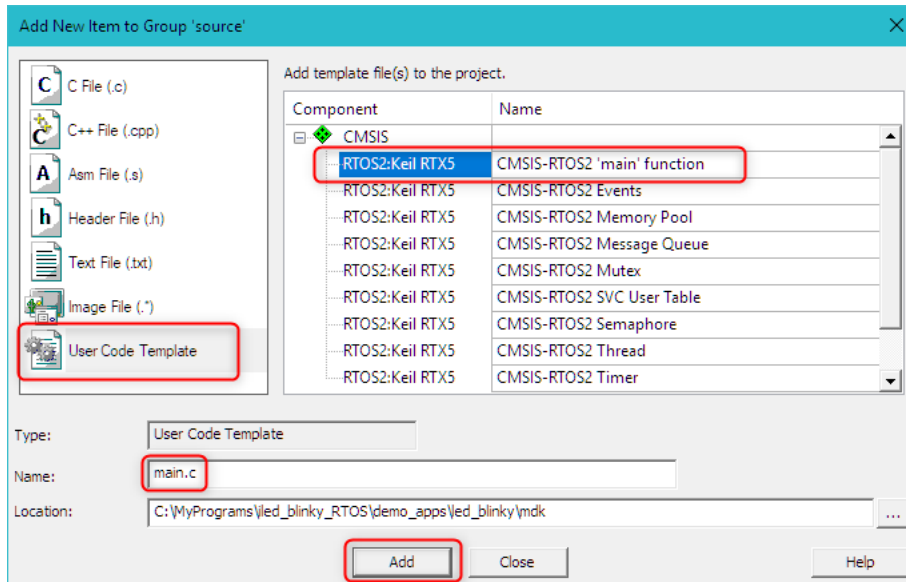 Add New Item to Group 'source'
C File (.c)
C++ File (.cpp)
Asm File (.s)
Header File (.h)
Text File (.txt)
Image File (.*)
User Code Template
Add template file(s) to the project.
Component Name
CMSIS
RTOS2:Keil RTX5 CMSIS-RTOS2 'main' function
RTOS2:Keil RTX5 CMSIS-RTOS2 Events
RTOS2:Keil RTX5 CMSIS-RTOS2 Memory Pool
RTOS2:Keil RTX5 CMSIS-RTOS2 Message Queue
RTOS2:Keil RTX5 CMSIS-RTOS2 Mutex
RTOS2:Keil RTX5 CMSIS-RTOS2 SVC User Table
RTOS2:Keil RTX5 CMSIS-RTOS2 Semaphore
RTOS2:Keil RTX5 CMSIS-RTOS2 Thread
RTOS2:Keil RTX5 CMSIS-RTOS2 Timer
Type: User Code Template
Name: main.c
Location: C:\MyPrograms\iled_blinky_RTOS\demo_apps\led_blinky\mdk ...
Add Close Help